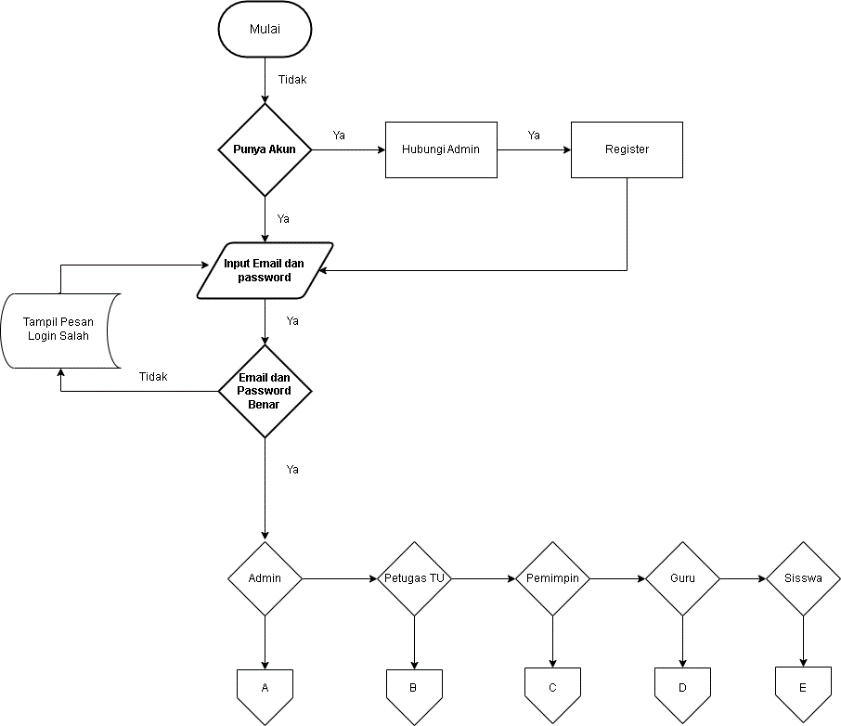 Mulai
Tidak
Punya Akun
Ya
Hubungi Admin
Ya
Register
Ya
Input Email dan
password
Ya
Tampil Pesan
Login Salah
Tidak
Email dan
Password
Benar
Ya
Admin
Petugas TU
Pemimpin
Guru
Sisswa
A
B
C
D
E